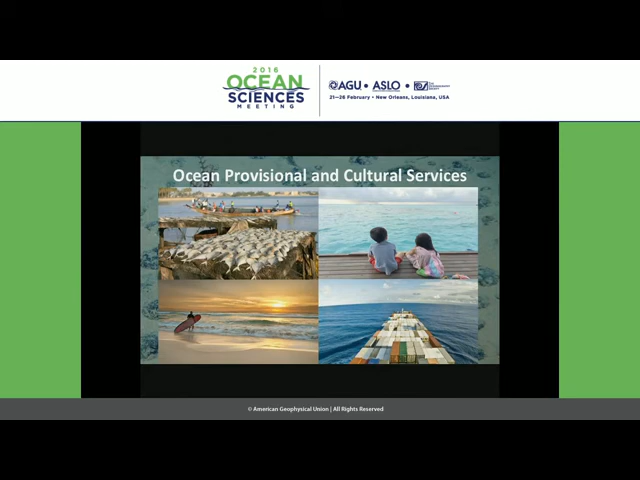 2016
OCEAN
SCIENCES
MEETING
AGU • ASLO •
21–26 February • New Orleans, Louisiana, USA
Ocean Provisional and Cultural Services
© American Geophysical Union | All Rights Reserved